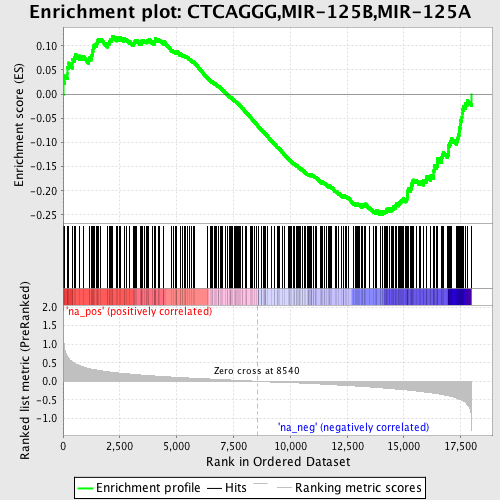 Enrichment plot: CTCAGGG,MIR-125B,MIR-125A
Enrichment score (ES)
0.10
0.05
0.00
-0.05
-0.10
-0.15
-0.20
-0.25
'na_pos' (positively correlated)
Ranked list metric (PreRanked)
2.0
1.5
1.0
0.5
0.0
-0.5
-1.0
Zero cross at 8540
'na_neg' (negatively correlated)
0
2,500
5,000
7,500
10,000
12,500
15,000
17,500
Rank in Ordered Dataset
Enrichment profile
Hits
Ranking metric scores